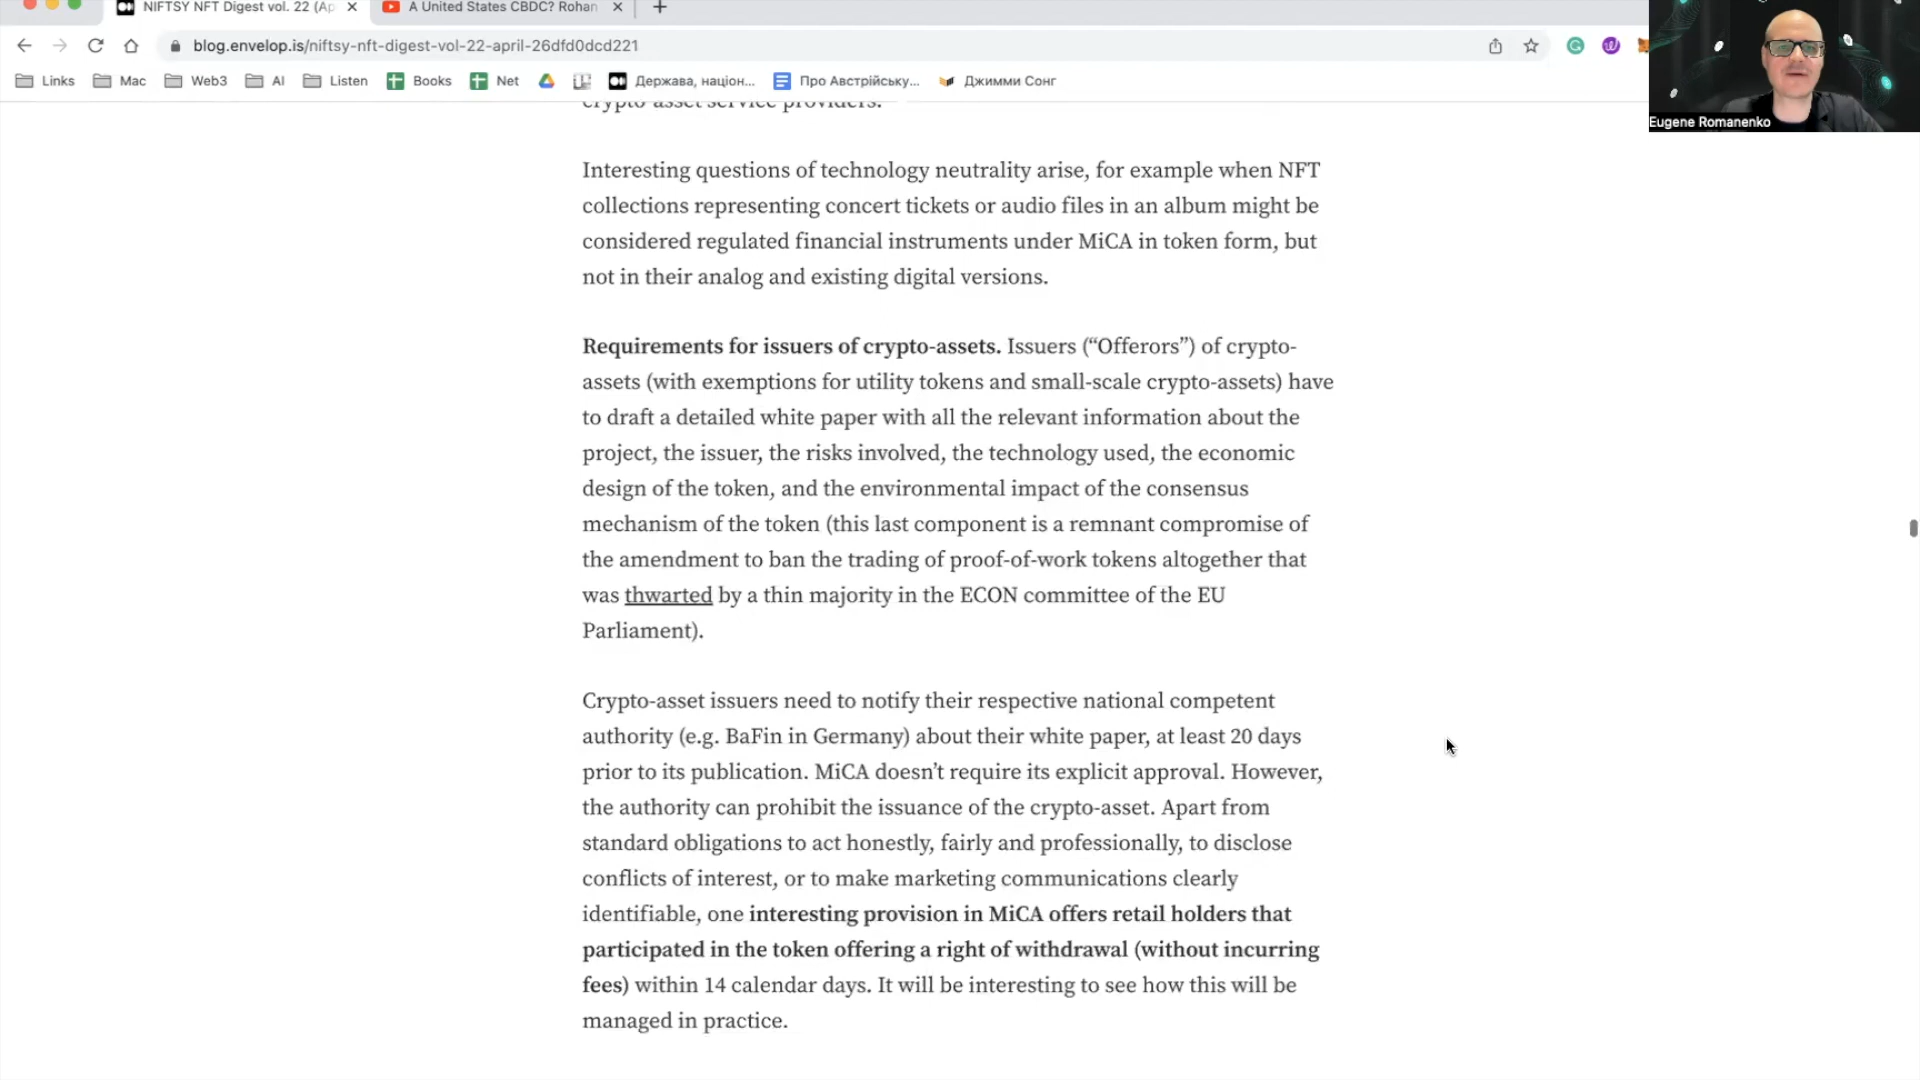 NIFTSY NFT Digest vol. 22 (Ap
A United States CBDC? Rohan
blog.envelop.is/niftsy-nft-digest-vol-22-april-26dfd0dcd221
Links Mac Web3 AI Listen Books Net Держава, націон... Про Австрійську... Джимми Сонг
Eugene Romanenko
crypto-asset service providers.
Interesting questions of technology neutrality arise, for example when NFT
collections representing concert tickets or audio files in an album might be
considered regulated financial instruments under MiCA in token form, but
not in their analog and existing digital versions.
Requirements for issuers of crypto-assets. Issuers (“Offerors”) of crypto-
assets (with exemptions for utility tokens and small-scale crypto-assets) have
to draft a detailed white paper with all the relevant information about the
project, the issuer, the risks involved, the technology used, the economic
design of the token, and the environmental impact of the consensus
mechanism of the token (this last component is a remnant compromise of
the amendment to ban the trading of proof-of-work tokens altogether that
was thwarted by a thin majority in the ECON committee of the EU
Parliament).
Crypto-asset issuers need to notify their respective national competent
authority (e.g. BaFin in Germany) about their white paper, at least 20 days
prior to its publication. MiCA doesn’t require its explicit approval. However,
the authority can prohibit the issuance of the crypto-asset. Apart from
standard obligations to act honestly, fairly and professionally, to disclose
conflicts of interest, or to make marketing communications clearly
identifiable, one interesting provision in MiCA offers retail holders that
participated in the token offering a right of withdrawal (without incurring
fees) within 14 calendar days. It will be interesting to see how this will be
managed in practice.